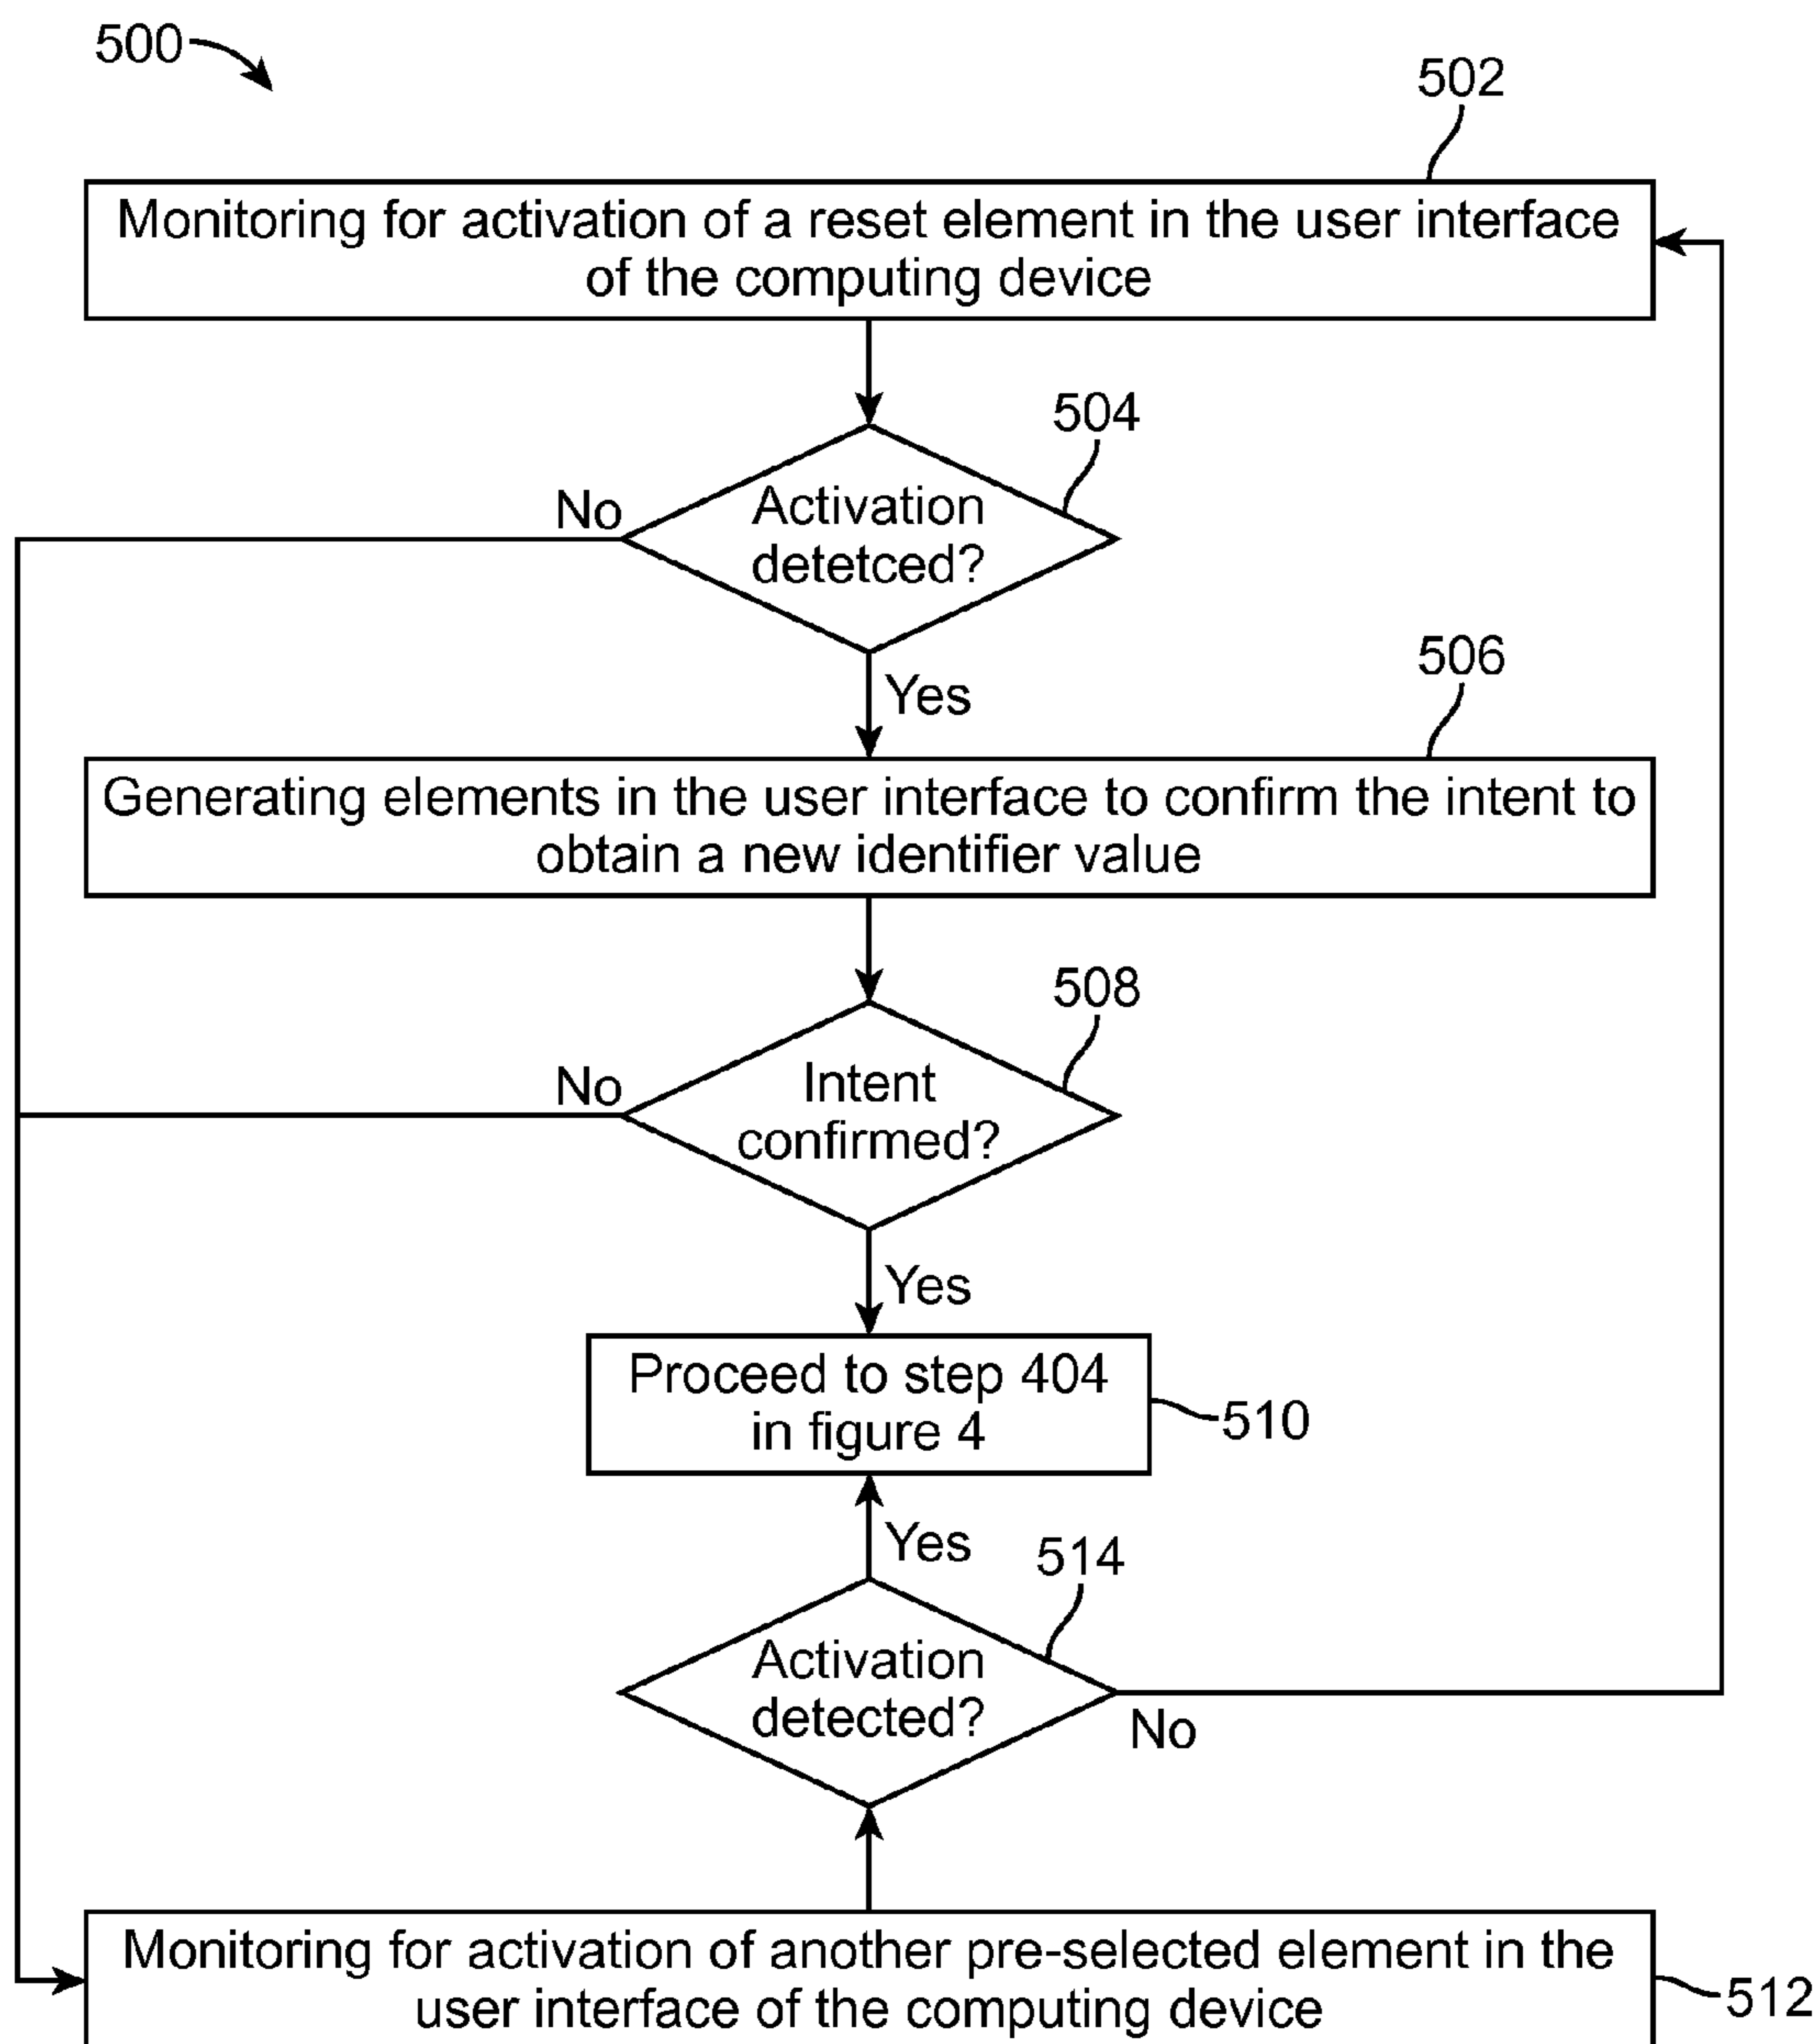 500
502
Monitoring for activation of a reset element in the user interface
of the computing device
504
No
Activation
detetced?
Yes
506
Generating elements in the user interface to confirm the intent to
obtain a new identifier value
508
No
Intent
confirmed?
Yes
Proceed to step 404
in figure 4
510
Yes
514
Activation
detected?
No
Monitoring for activation of another pre-selected element in the
user interface of the computing device
512